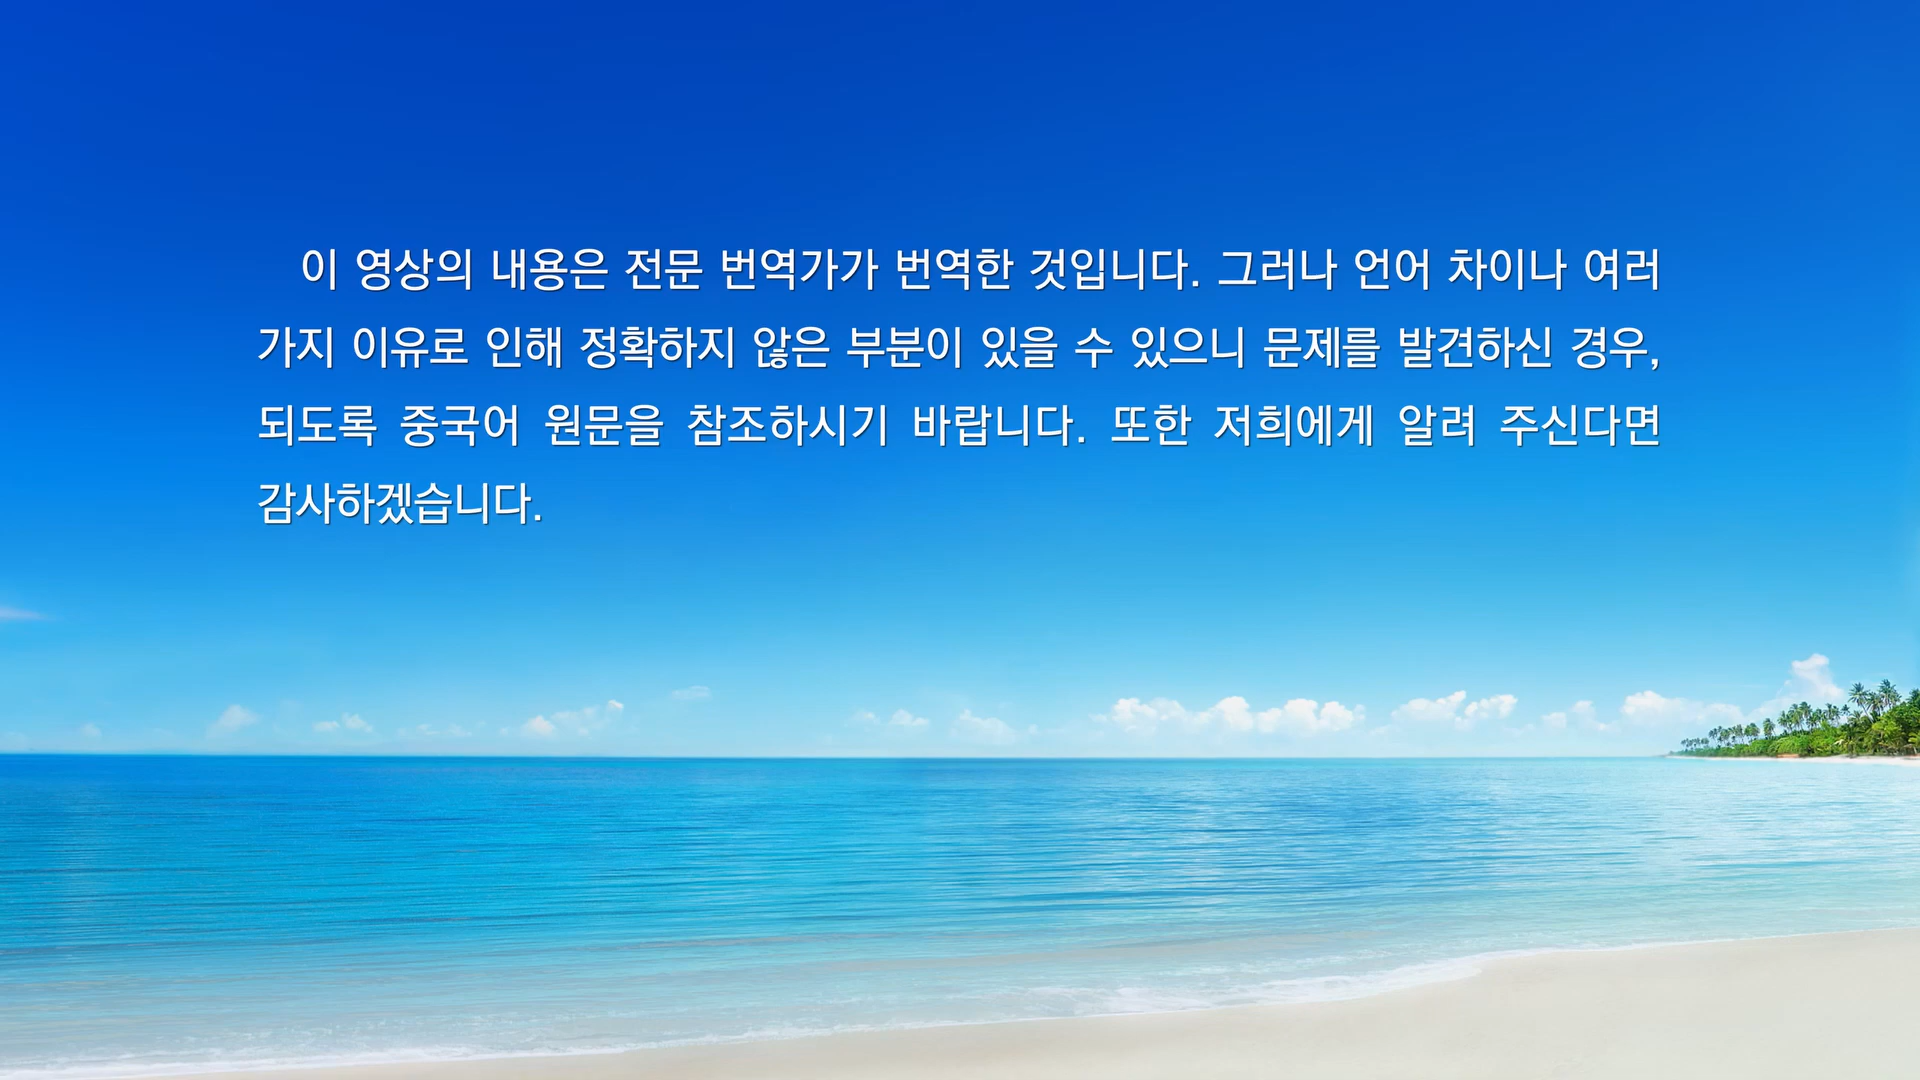 이 영상의 내용은 전문 번역가가 번역한 것입니다. 그러나 언어 차이나 여러
가지 이유로 인해 정확하지 않은 부분이 있을 수 있으니 문제를 발견하신 경우,
되도록 중국어 원문을 참조하시기 바랍니다. 또한 저희에게 알려 주신다면
감사하겠습니다.